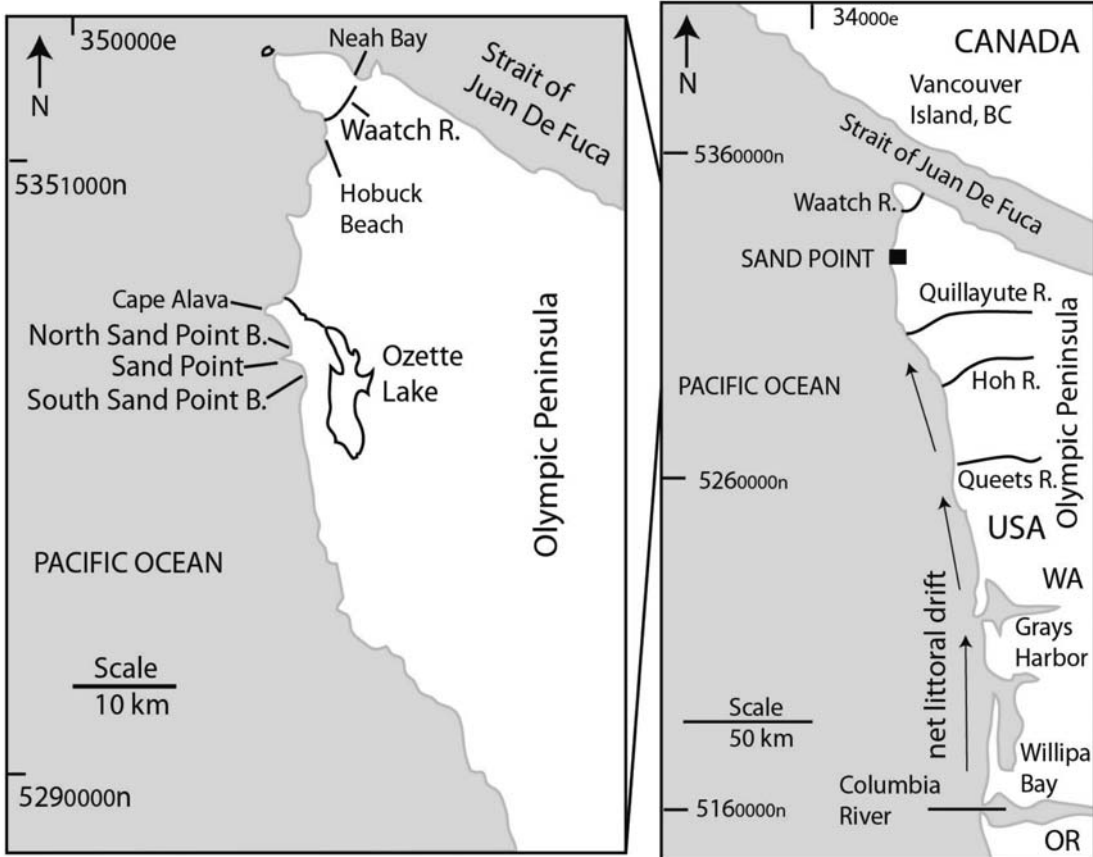 350000e
N
5351000n
5290000n
Neah Bay
Strait of
Juan De Fuca
Waatch R.
Hobuck
Beach
Cape Alava
North Sand Point B.
Sand Point
South Sand Point B.
Ozette
Lake
Olympic Peninsula
PACIFIC OCEAN
Scale
10 km
34000e
N
CANADA
Vancouver
Island, BC
Strait of Juan De Fuca
5360000n
Waatch R.
SAND POINT
Quillayute R.
PACIFIC OCEAN
Hoh R.
Olympic Peninsula
Queets R.
5260000n
USA
WA
net littoral drift
Grays
Harbor
Scale
50 km
Willipa
Bay
Columbia
River
5160000n
OR